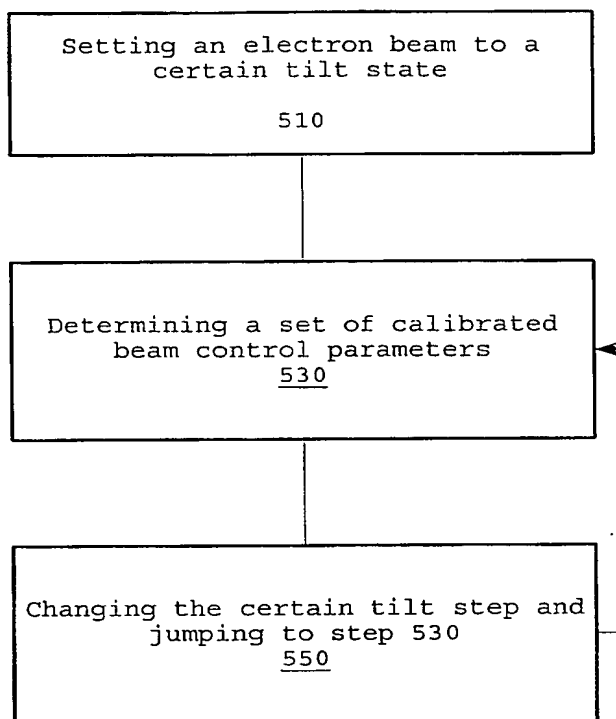 Setting an electron beam to a
certain tilt state
510
Determining a set of calibrated
beam control parameters
530
Changing the certain tilt step and
jumping to step 530
550